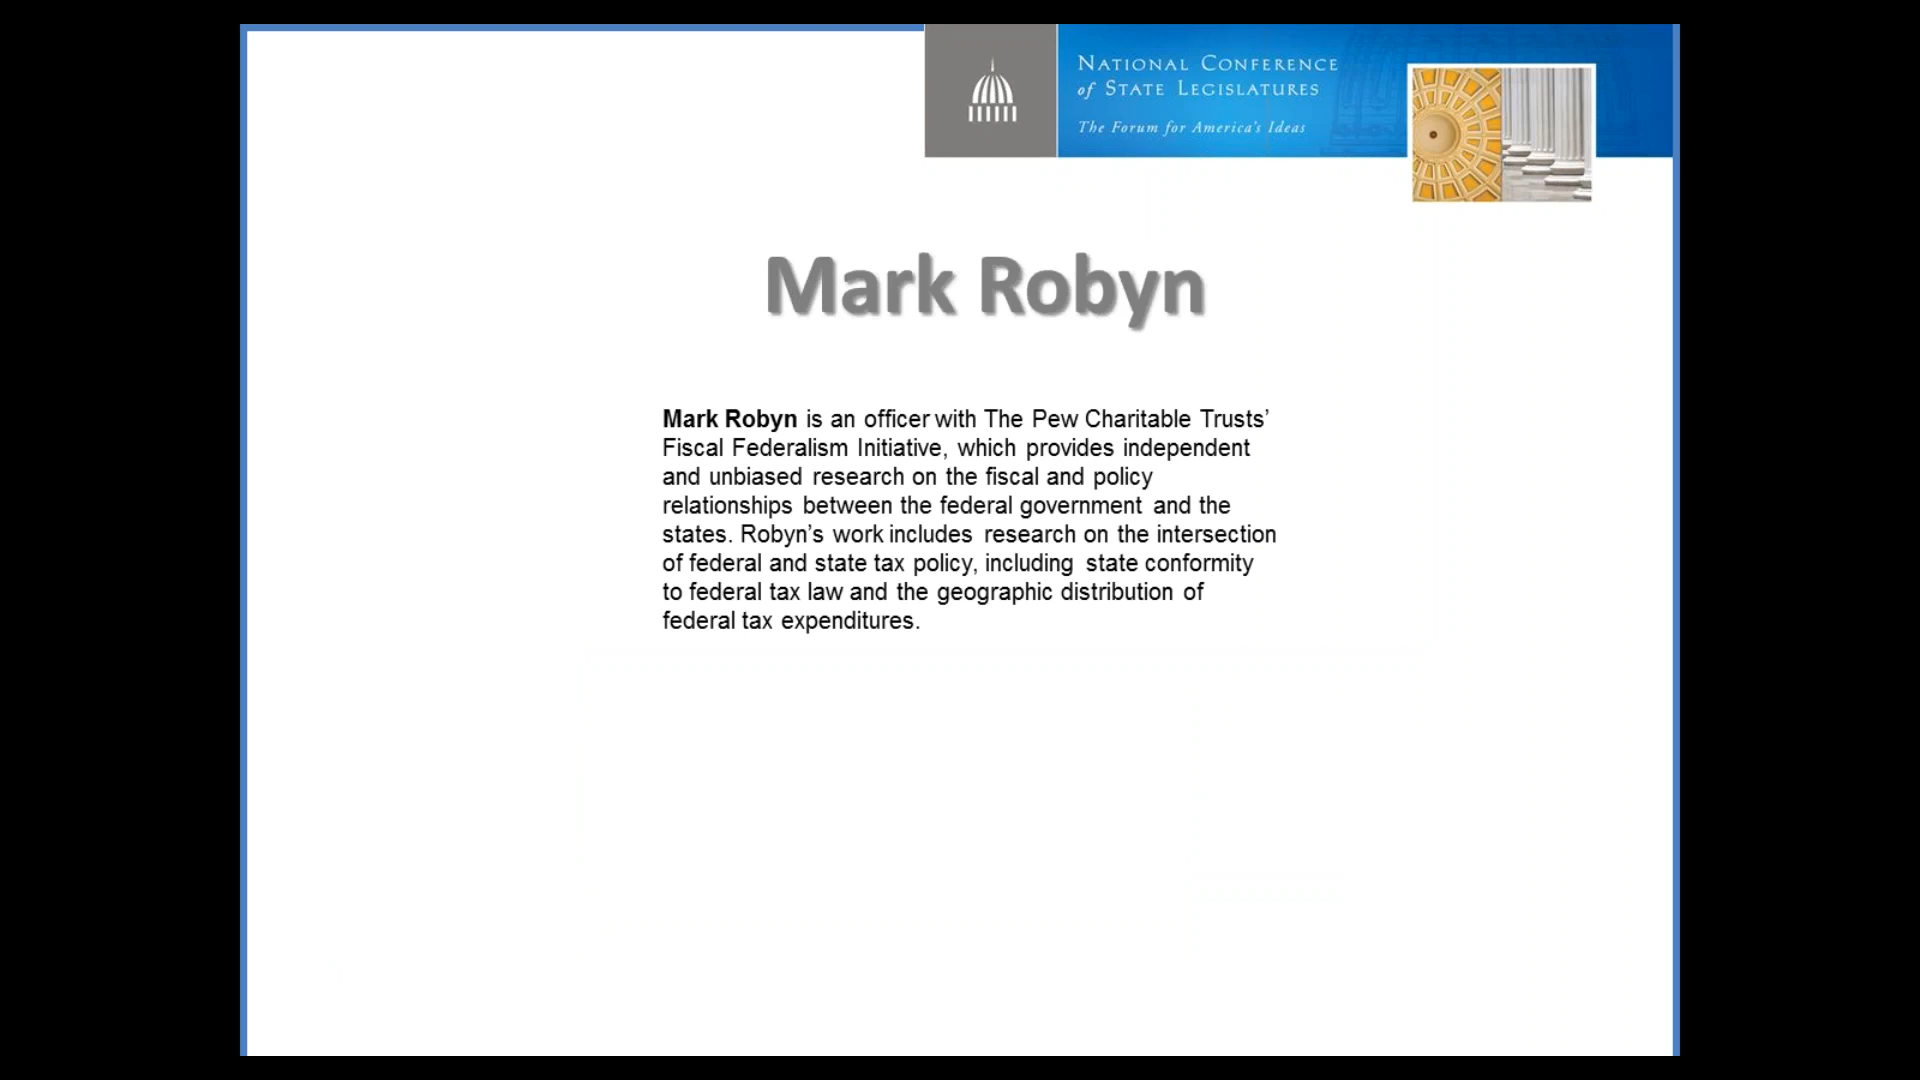 National Conference
of State Legislatures
The Forum for America's Ideas
Mark Robyn
Mark Robyn is an officer with The Pew Charitable Trusts’
Fiscal Federalism Initiative, which provides independent
and unbiased research on the fiscal and policy
relationships between the federal government and the
states. Robyn’s work includes research on the intersection
of federal and state tax policy, including state conformity
to federal tax law and the geographic distribution of
federal tax expenditures.